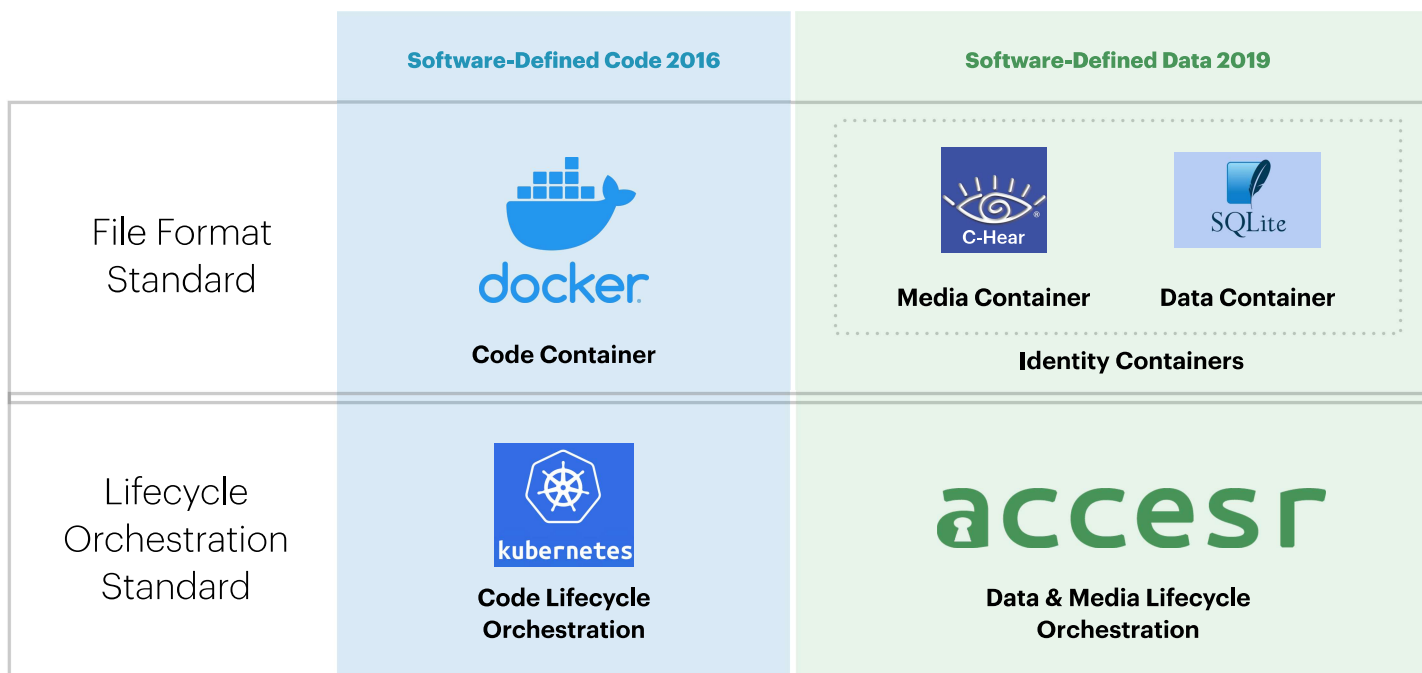 Software-Defined Code 2016
Software-Defined Data 2019
File Format
Standard
docker.
Code Container
C-Hear
®
SQLite
Media Container
Data Container
Identity Containers
Lifecycle
Orchestration
Standard
kubernetes
Code Lifecycle
Orchestration
accesr
Data & Media Lifecycle
Orchestration